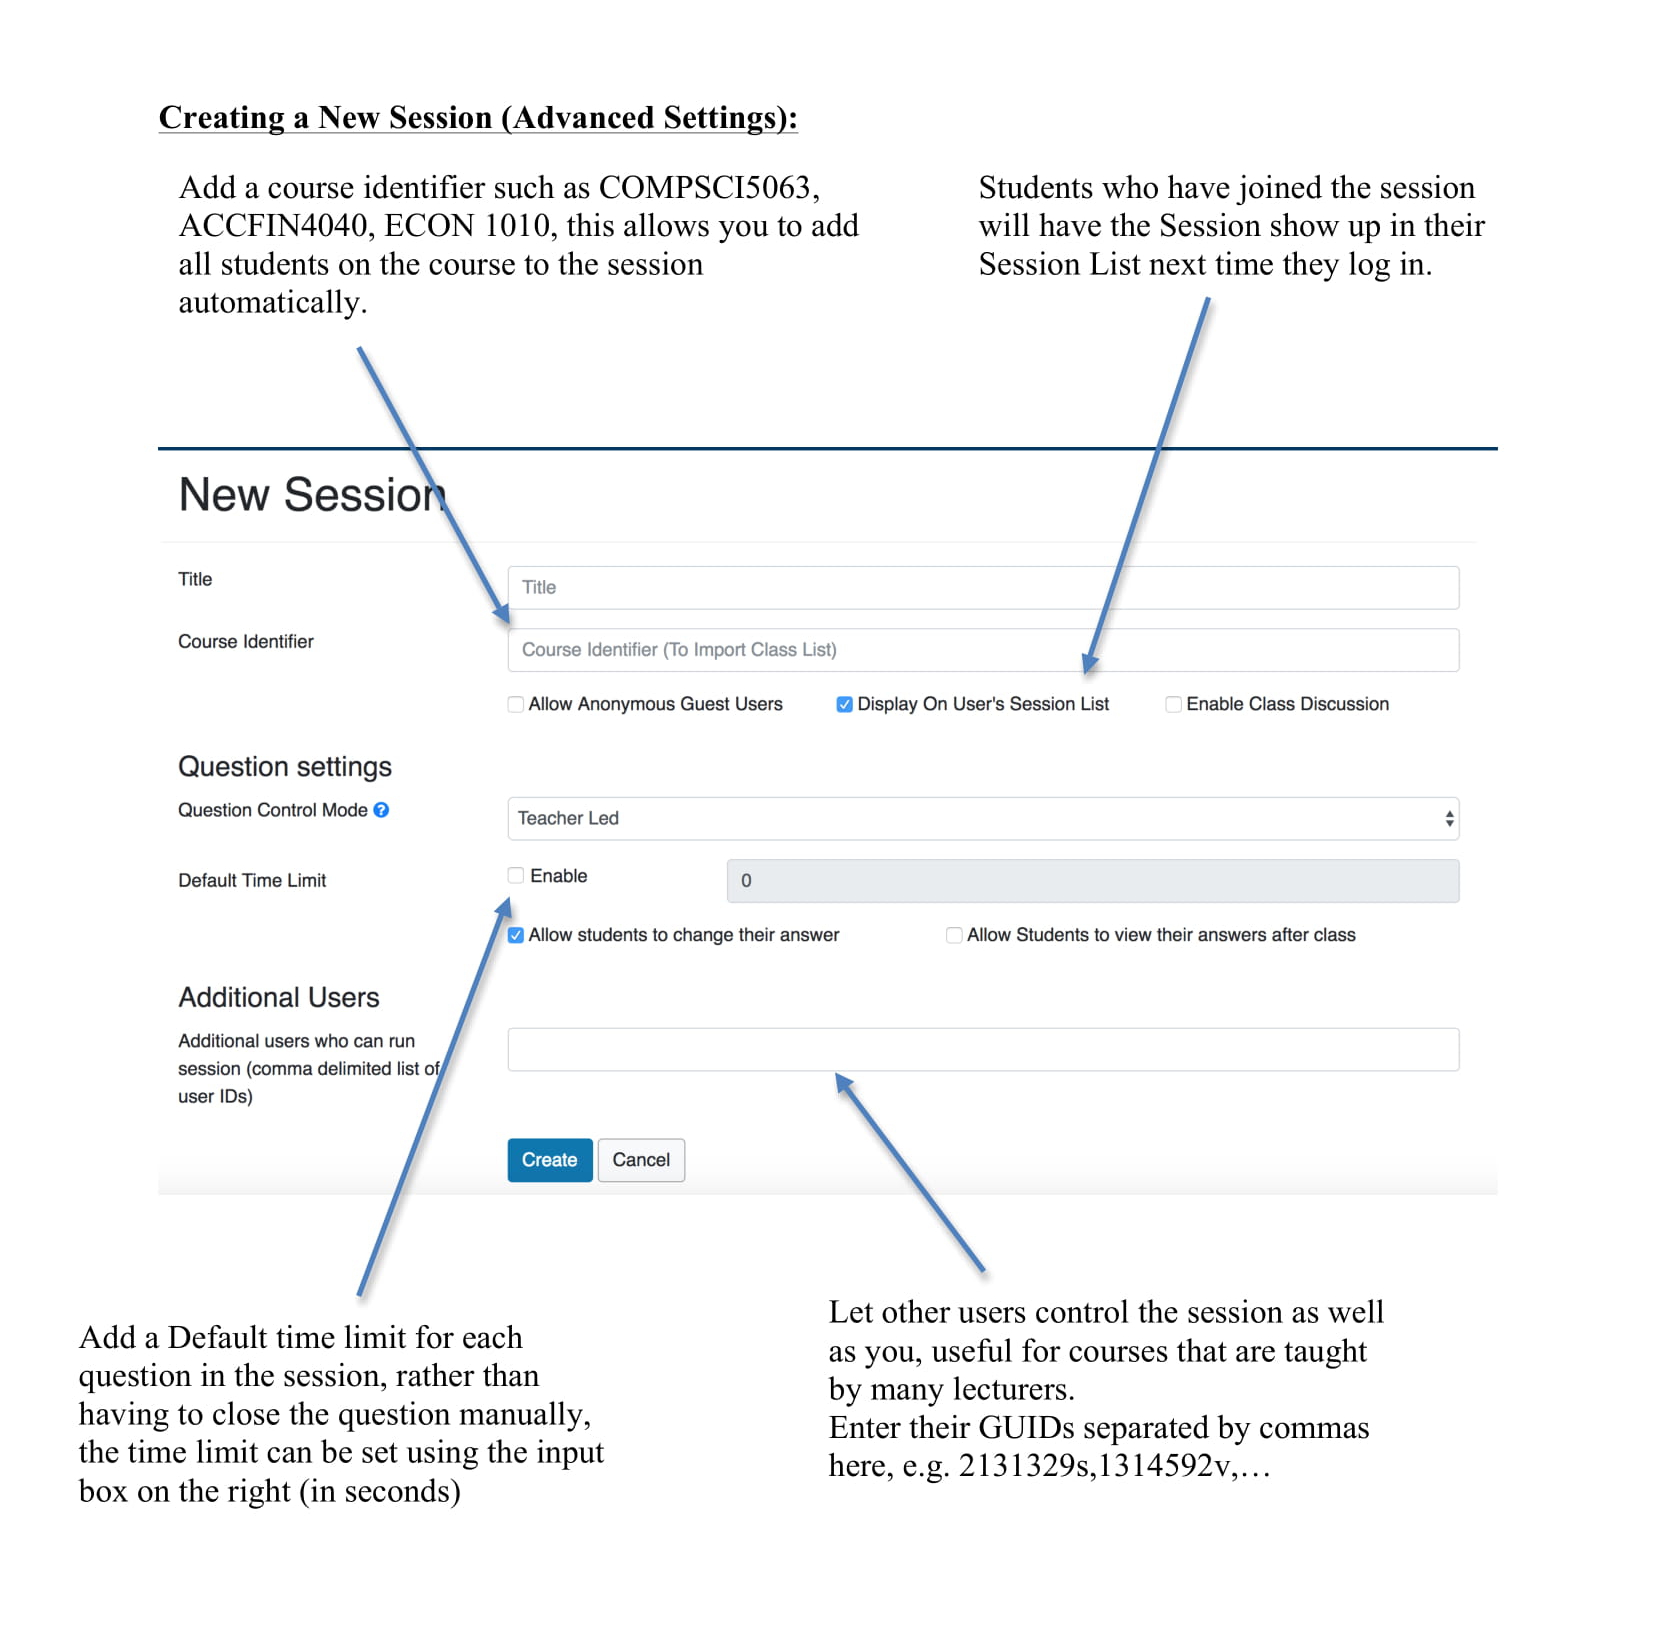 Creating a New Session (Advanced Settings):
Add a course identifier such as COMPSCI5063,
ACCFIN4040, ECON 1010, this allows you to add
all students on the course to the session
automatically.
Students who have joined the session
will have the Session show up in their
Session List next time they log in.
New Session
Title
Title
Course Identifier
Course Identifier (To Import Class List)
Allow Anonymous Guest Users
Display On User's Session List
Enable Class Discussion
Question settings
Question Control Mode ?
Teacher Led
Default Time Limit
Enable
0
Allow students to change their answer
Allow Students to view their answers after class
Additional Users
Additional users who can run
session (comma delimited list of
user IDs)
Create
Cancel
Add a Default time limit for each
question in the session, rather than
having to close the question manually,
the time limit can be set using the input
box on the right (in seconds)
Let other users control the session as well
as you, useful for courses that are taught
by many lecturers.
Enter their GUIDs separated by commas
here, e.g. 2131329s,1314592v,…